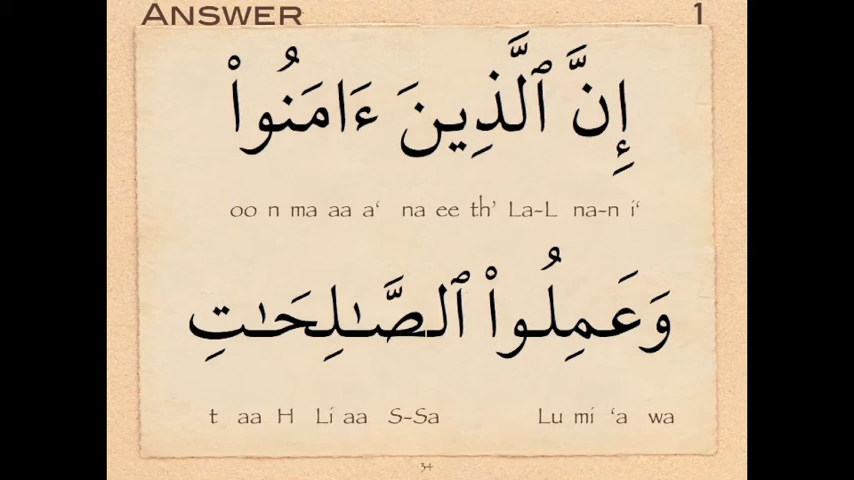 ANSWER 1
إِنَّ ٱلَّذِينَ ءَامَنُوا۟
oo n ma aa a‘ na ee th’ La-L na-n i‘
وَعَمِلُوا۟ ٱلصَّـٰلِحَـٰتِ
t aa H Li aa S-Sa Lu mi ‘a wa
34